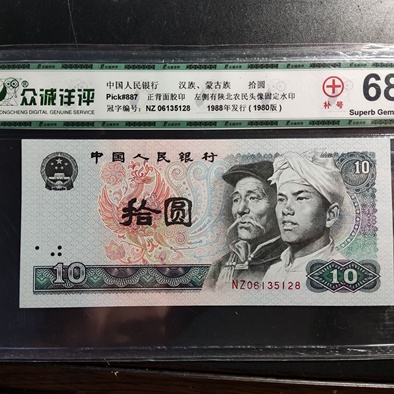 众诚评评
ZHONGCHENG DIGITAL GENUINE SERVICE
中国人民银行 汉族、蒙古族 拾圆
Pick#887 正背面胶印 左侧有陕北农民头像固定水印
冠字编号: NZ 06135128 1988年发行 (1980版)
补号
68
Superb Gem
中国人民银行
10
拾圆
10
NZ06135128
10